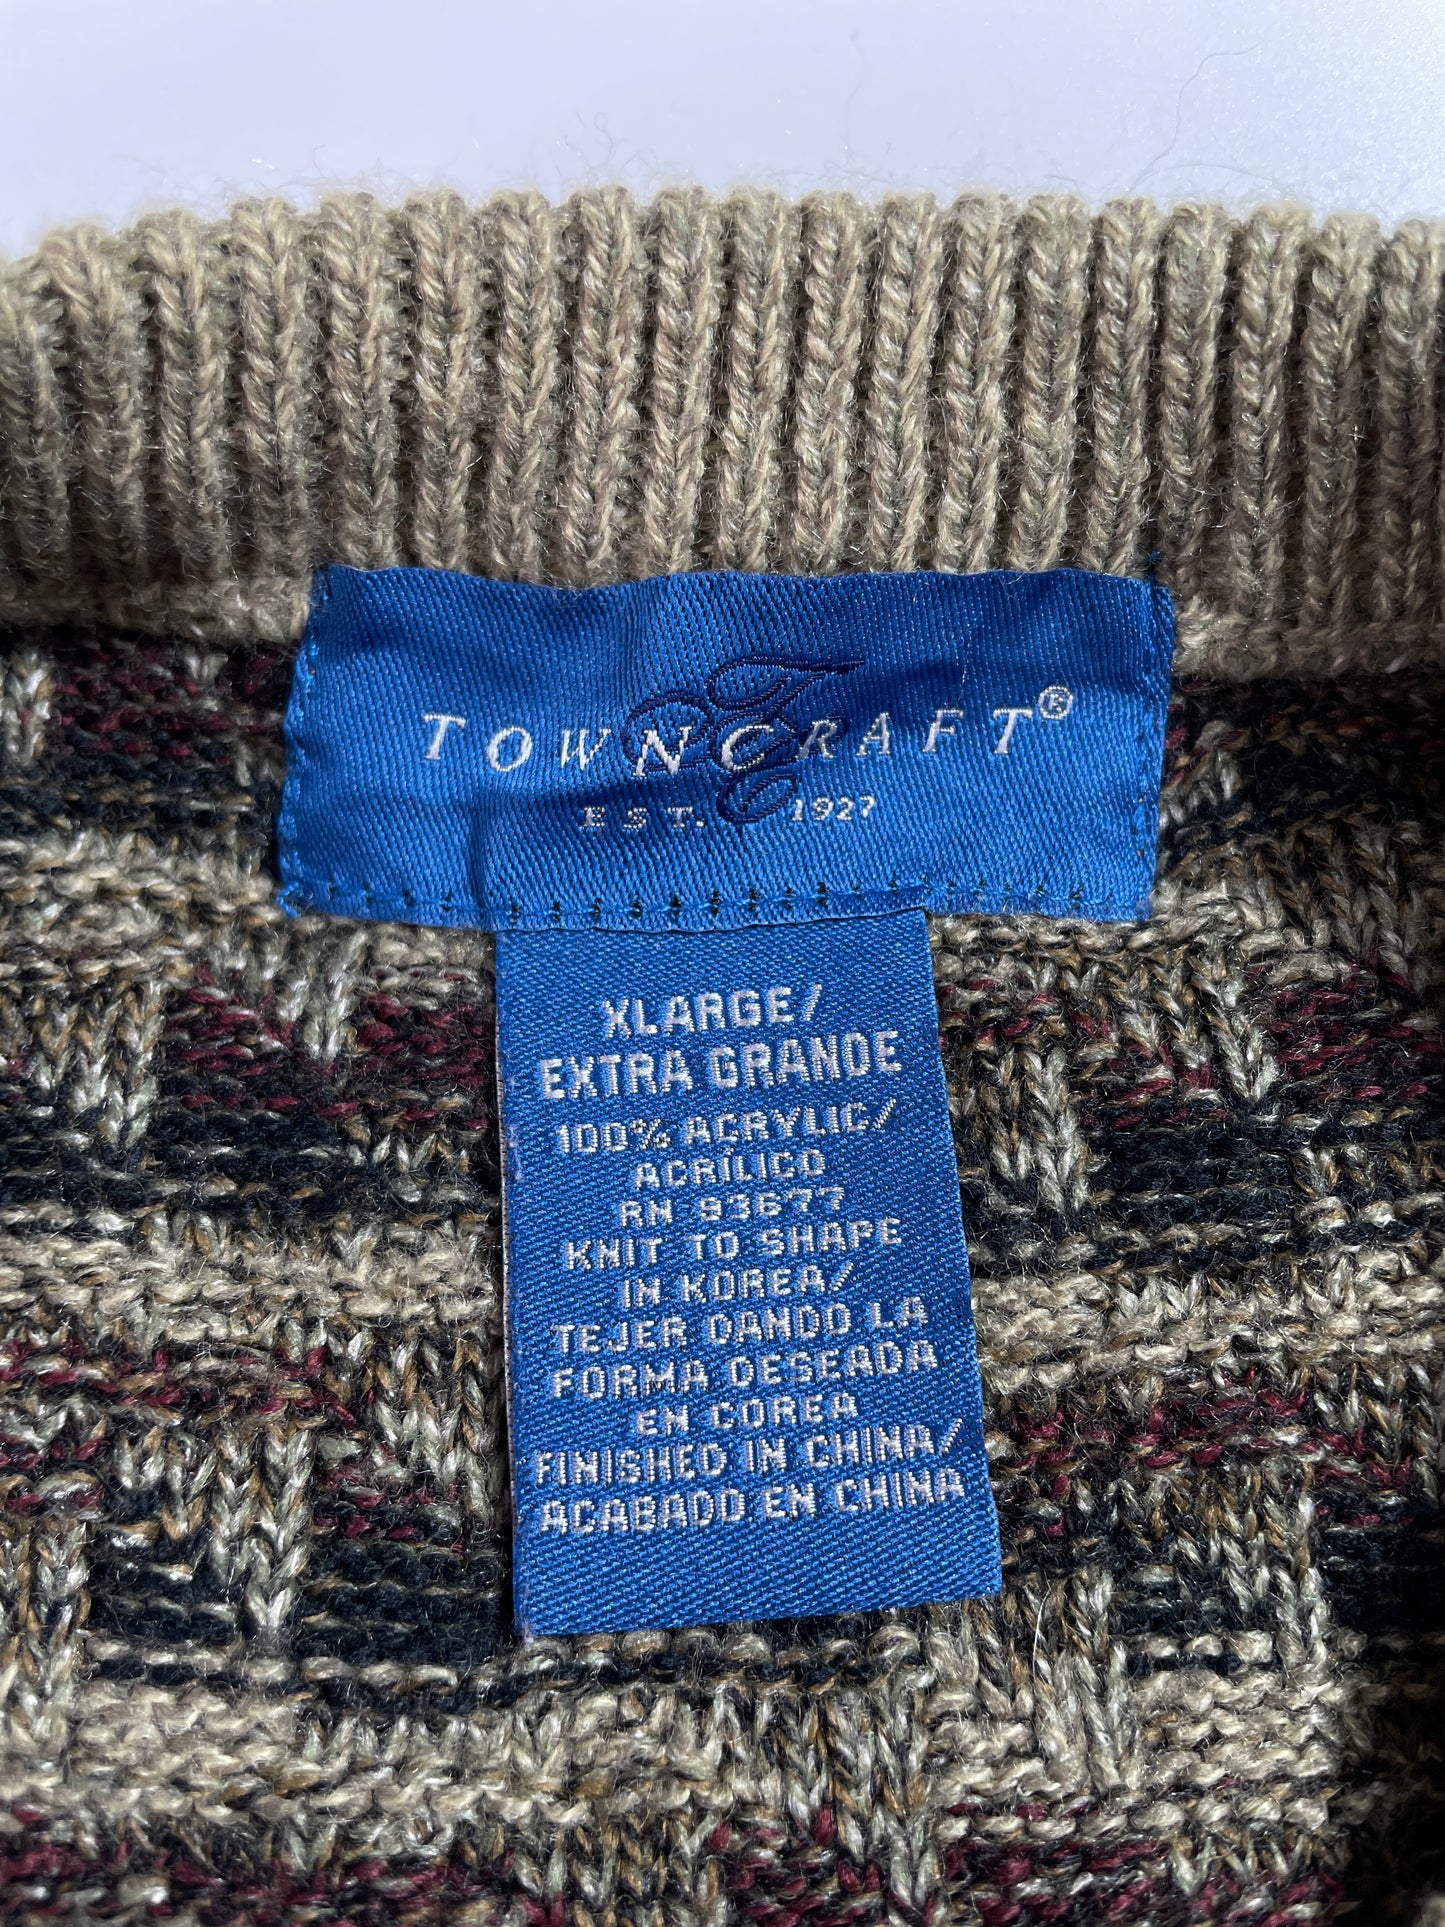 TOWNCRAFT®
EST. 1927
XLARGE/
EXTRA GRANDE
100% ACRYLIC/
ACRÍLICO
RN 93677
KNIT TO SHAPE
IN KOREA/
TEJER DANDO LA
FORMA DESEADA
EN COREA
FINISHED IN CHINA/
ACABADO EN CHINA